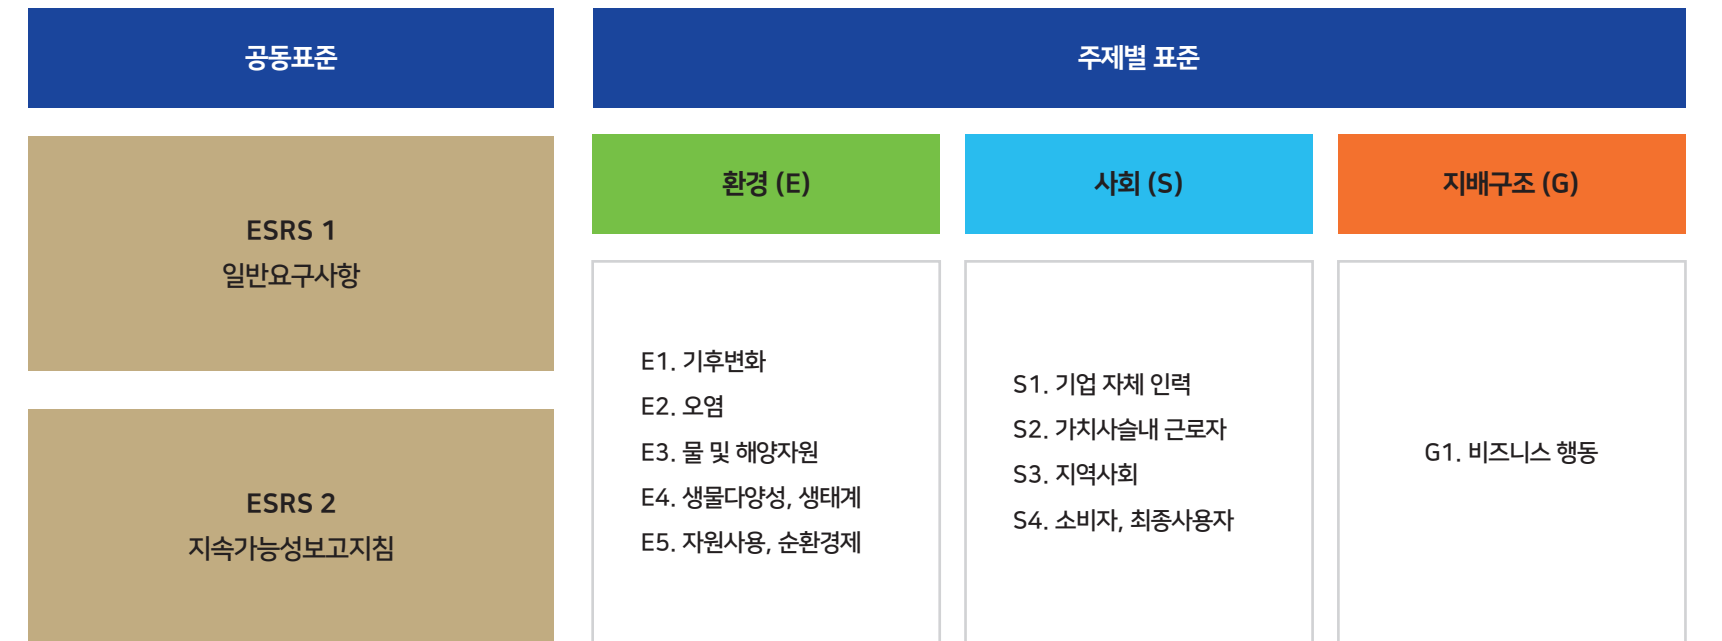 공동표준
주제별 표준
ESRS 1
일반요구사항
ESRS 2
지속가능성보고지침
환경 (E)
E1. 기후변화
E2. 오염
E3. 물 및 해양자원
E4. 생물다양성, 생태계
E5. 자원사용, 순환경제
사회 (S)
S1. 기업 자체 인력
S2. 가치사슬내 근로자
S3. 지역사회
S4. 소비자, 최종사용자
지배구조 (G)
G1. 비즈니스 행동